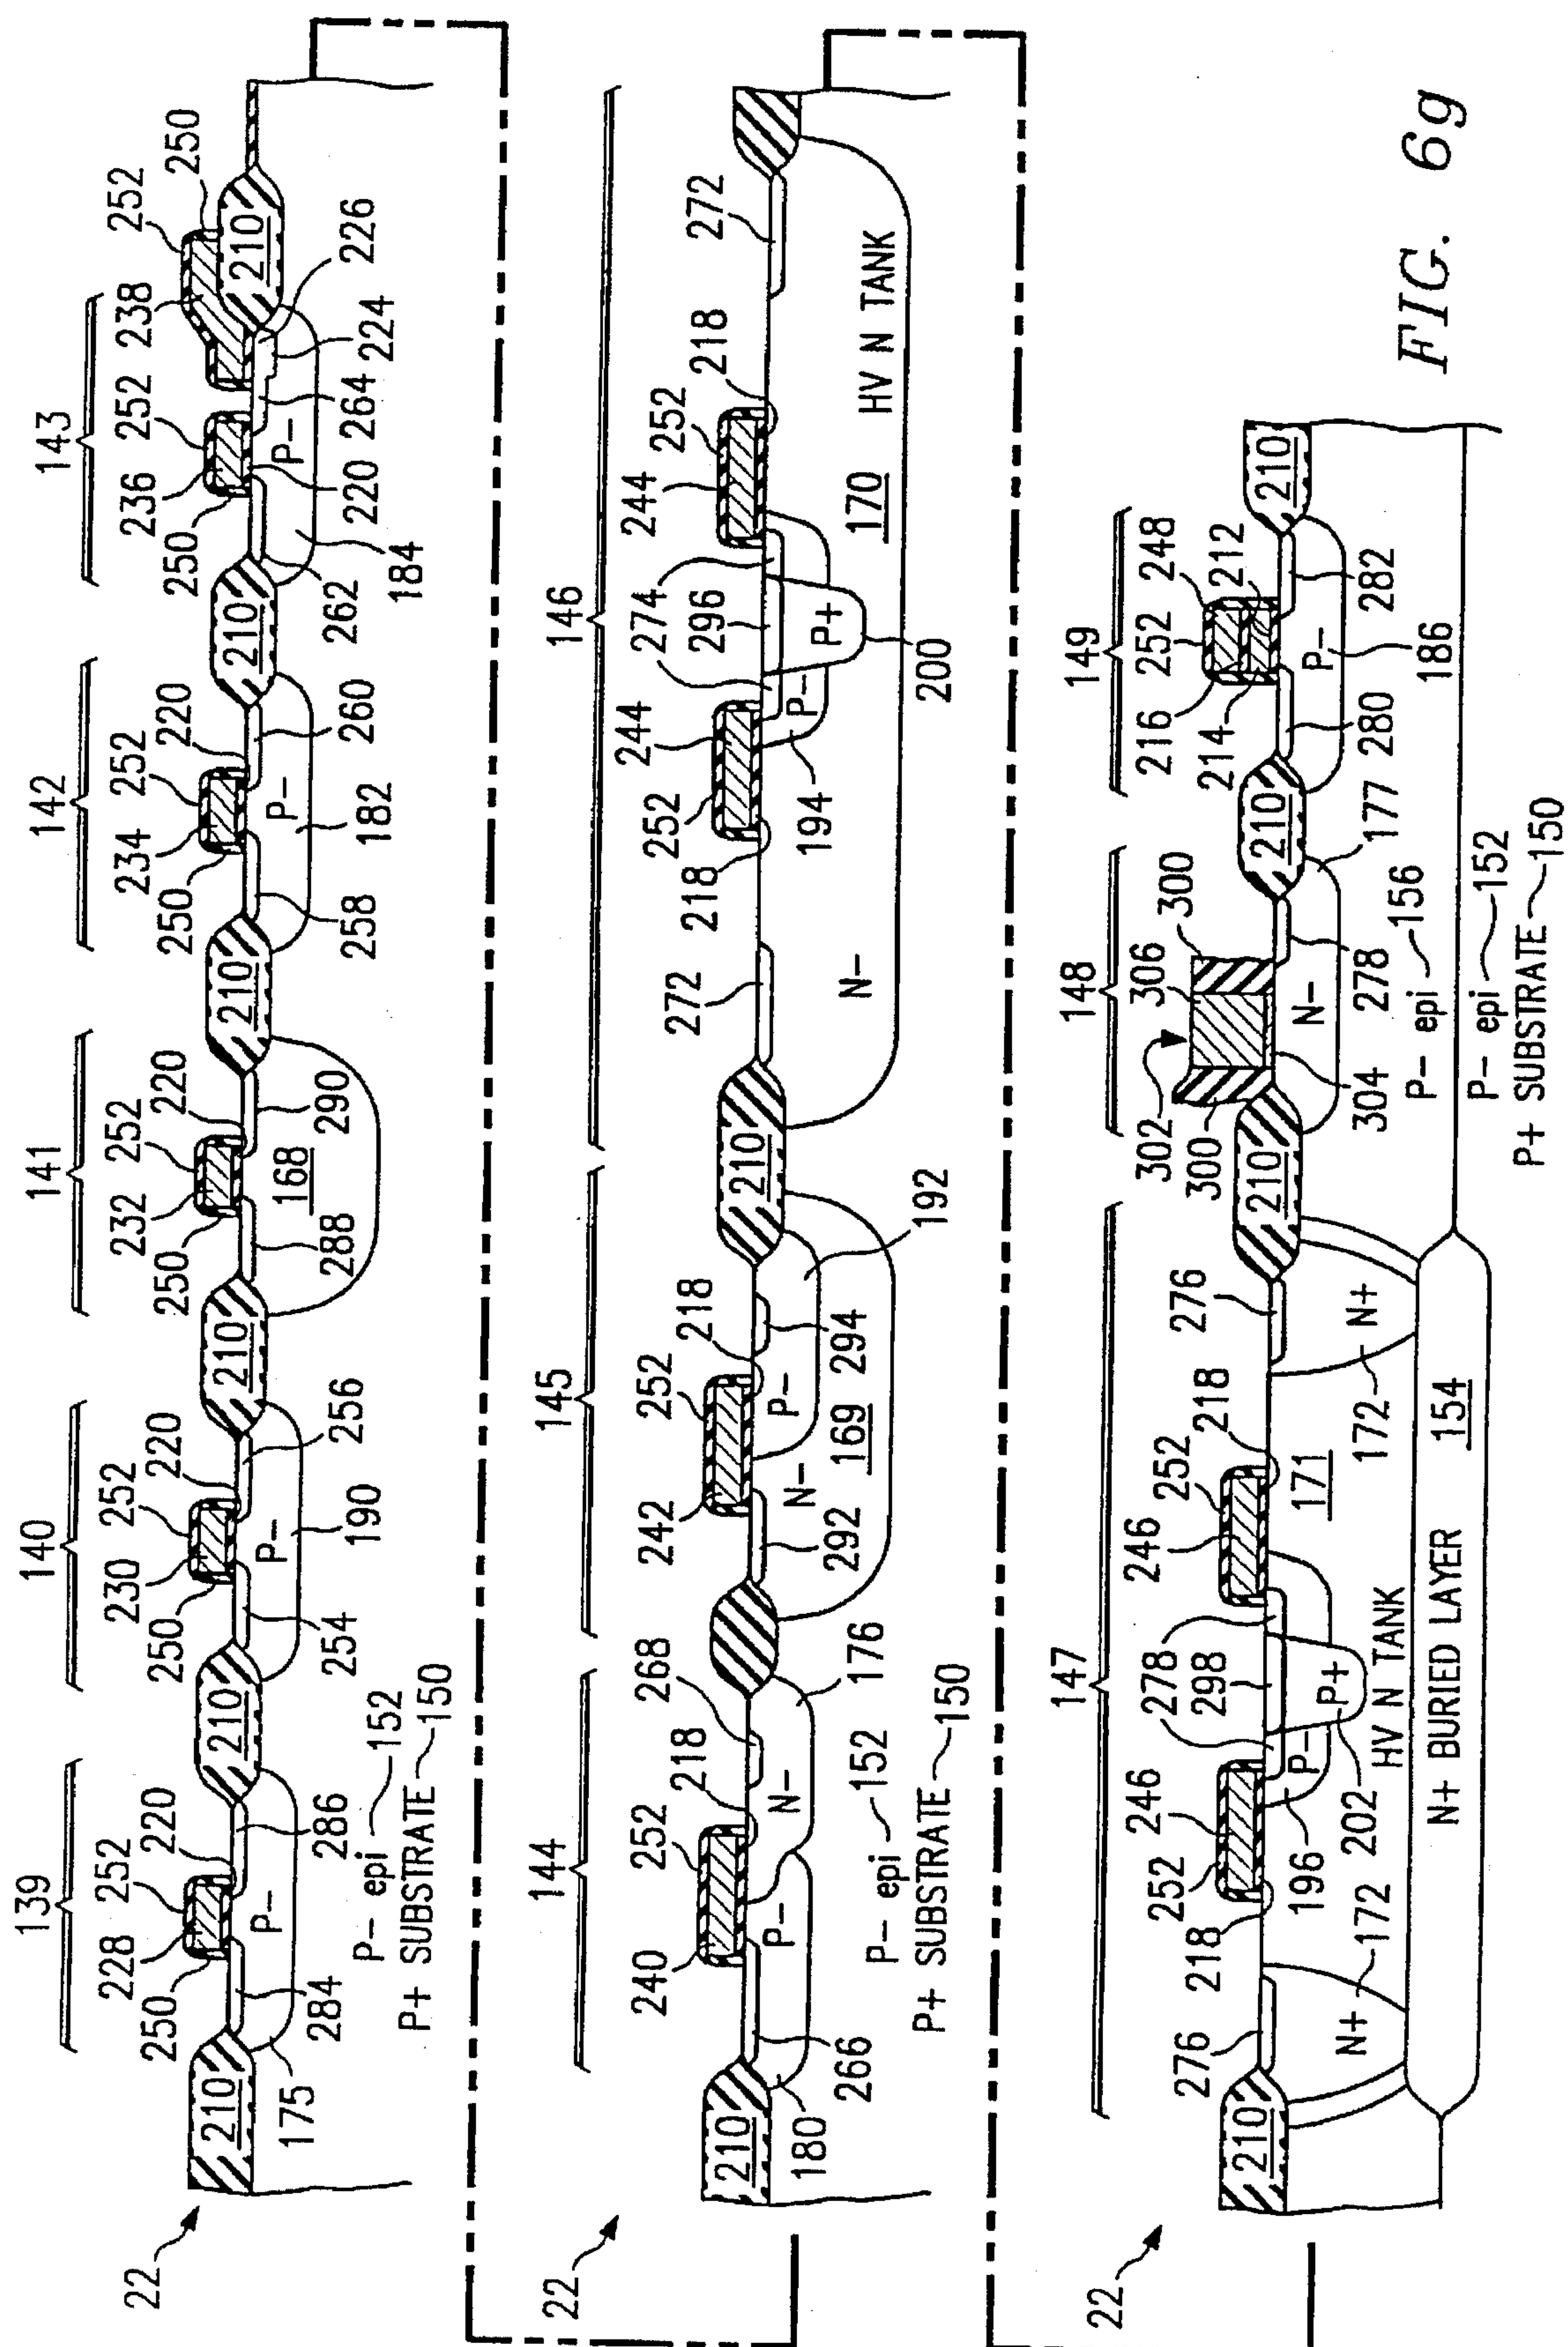 139 140 141 142 143
228 252 220 230 252 220 232 252 220 234 252 220 236 252 238 252 250
250 250 250 250 250
210 210 210 210 210 210
175 284 P- 286 254 P- 190 256 288 168 290 258 P- 182 260 262 184 220 P- 264 224 226
P- epi 152
P+ SUBSTRATE 150
22
144 145 146
240 252 218 268 242 252 218 252 244 244 252 218
210 210
180 266 P- N- 176 292 N- 169 P- 294 192 272 218 194 P- 274 296 P+ 200 170 272
N- HV N TANK
P- epi 152
P+ SUBSTRATE 150
22
147 148 149
276 252 246 246 252 218 276 302 300 306 300 216 214 252 248 212
210 210 210 210
N+ 172 218 196 P- 278 298 278 P+ 202 171 172 N+ 304 N- 278 177 280 P- 186 282
HV N TANK
N+ BURIED LAYER 154
P- epi 156
P- epi 152
P+ SUBSTRATE 150
22
FIG. 6g